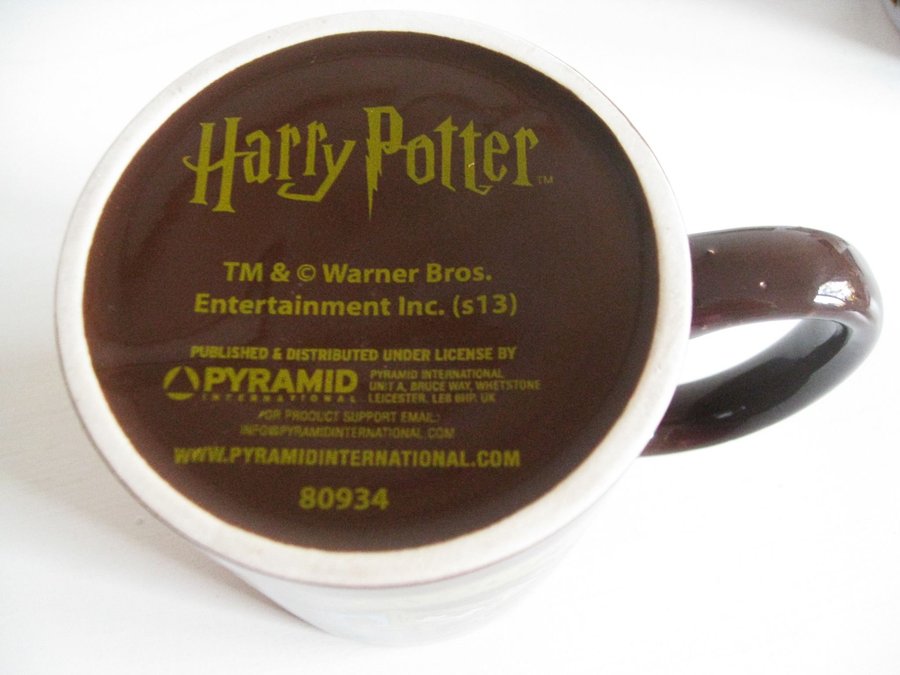 Harry Potter™
TM & © Warner Bros.
Entertainment Inc. (s13)
PUBLISHED & DISTRIBUTED UNDER LICENSE BY
PYRAMID
INTERNATIONAL
PYRAMID INTERNATIONAL
UNIT A, BRUCE WAY, WHETSTONE
LEICESTER, LE8 6HP, UK
FOR PRODUCT SUPPORT EMAIL:
INFO@PYRAMIDINTERNATIONAL.COM
WWW.PYRAMIDINTERNATIONAL.COM
80934